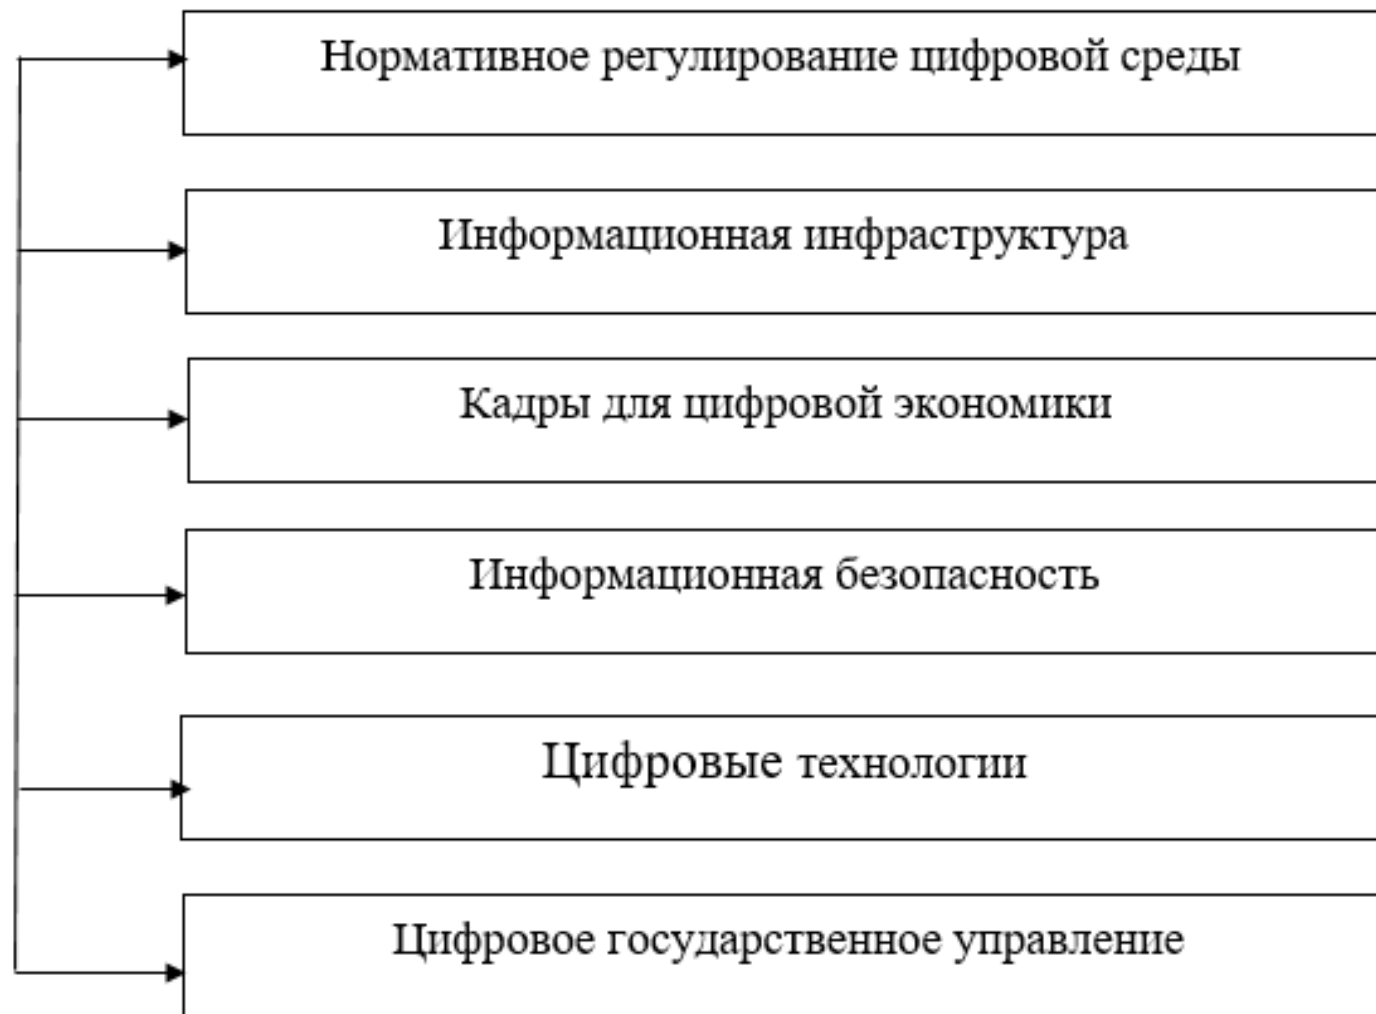 Нормативное регулирование цифровой среды
Информационная инфраструктура
Кадры для цифровой экономики
Информационная безопасность
Цифровые технологии
Цифровое государственное управление